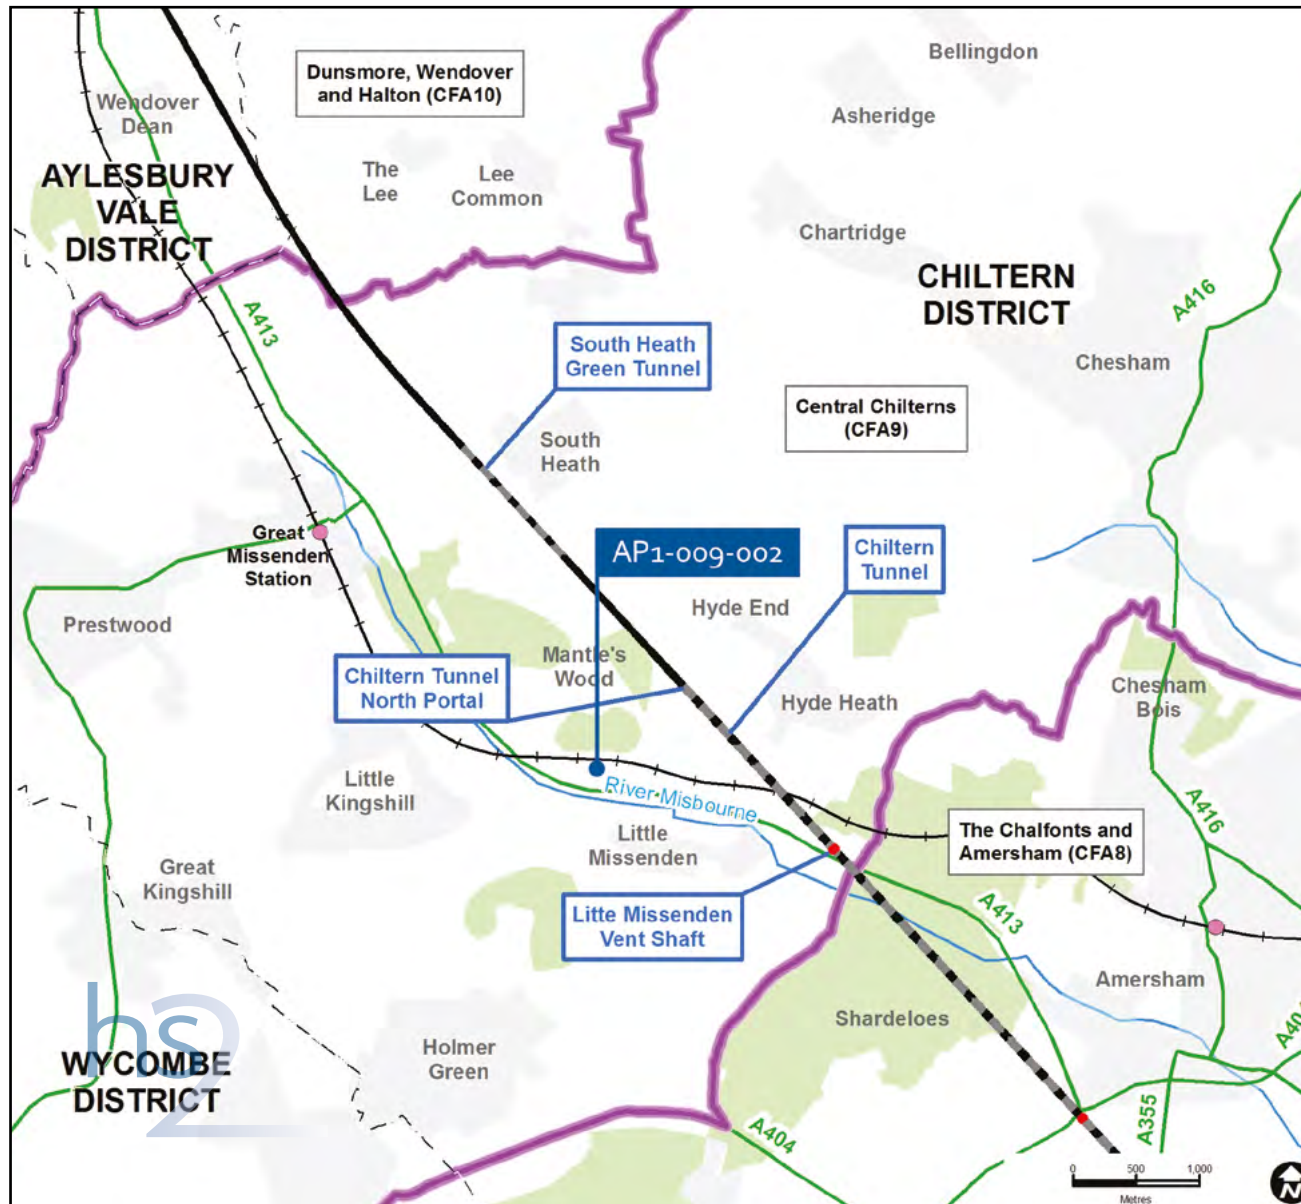 Bellingdon
Dunsmore, Wendover
and Halton (CFA10)
Wendover
Dean
Asheridge
The
Lee
Lee
Common
AYLESBURY
VALE
DISTRICT
Chartridge
CHILTERN
DISTRICT
A416
A413
South Heath
Green Tunnel
Chesham
Central Chilterns
(CFA9)
South
Heath
Great
Missenden
Station
AP1-009-002
Chiltern
Tunnel
Hyde End
Prestwood
Mantle's
Wood
Chiltern Tunnel
North Portal
Hyde Heath
Chesham
Bois
Little
Kingshill
River Misbourne
A416
Little
Missenden
The Chalfonts and
Amersham (CFA8)
Great
Kingshill
Litte Missenden
Vent Shaft
A413
Amersham
Shardeloes
hs2
WYCOMBE
DISTRICT
Holmer
Green
A404
A355
0 500 1,000
Metres
N